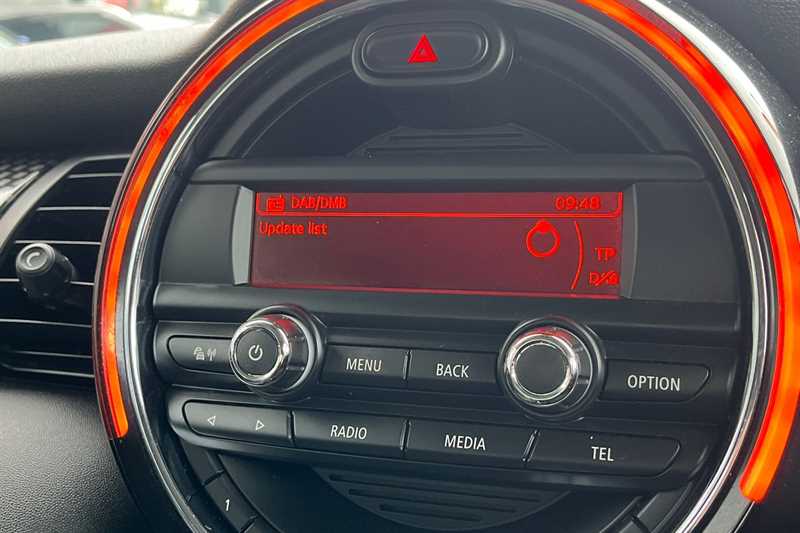 DAB/DMB 09:48
Update list
TP
MENU BACK
OPTION
RADIO MEDIA TEL
1